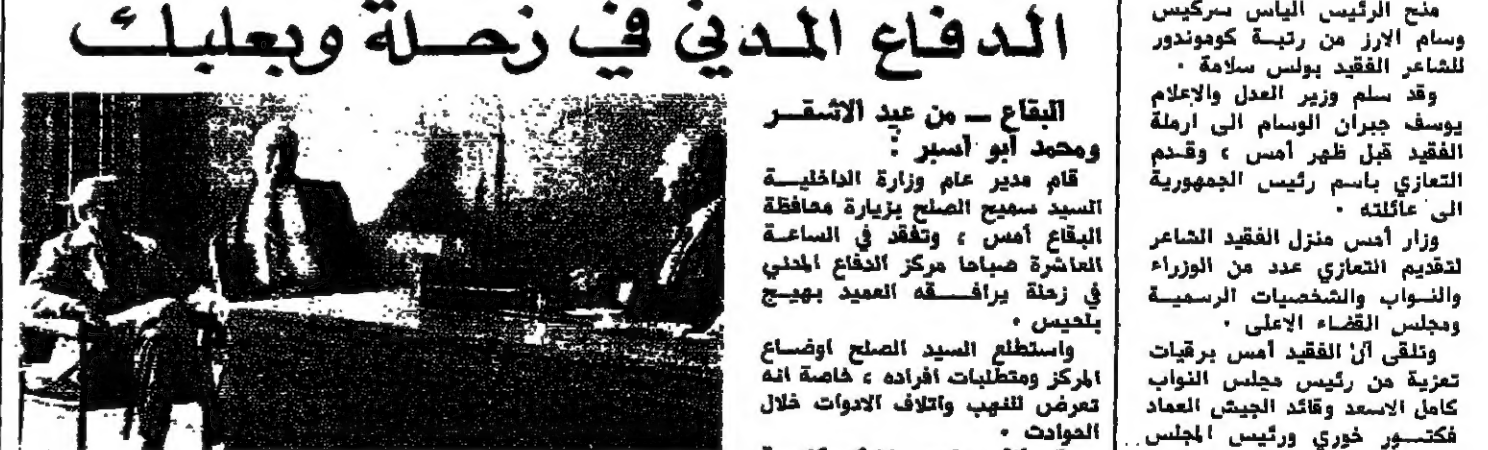 الدفاع المدني في زحلة وبعلبك
منح الرئيس الياس سركيس
وسام الارز من رتبة كوموندور
للشاعر الفقيد بولس سلامة .
وقد سلم وزير العدل والاعلام
يوسف جبران الوسام الى ارملة
الفقيد قبل ظهر أمس ، وقدم
التعازي باسم رئيس الجمهورية
الى عائلته .
وزار أمس منزل الفقيد الشاعر
لتقديم التعازي عدد من الوزراء
والنواب والشخصيات الرسمية
ومجلس القضاء الاعلى .
وتلقى آل الفقيد أمس برقيات
تعزية من رئيس مجلس النواب
كامل الاسعد وقائد الجيش العماد
فكتور خوري ورئيس المجلس
البقاع — من عبد الاشقر
ومحمد أبو اسبر :
قام مدير عام وزارة الداخلية
السيد سميح الصلح بزيارة محافظة
البقاع أمس ، وتفقد في الساعة
العاشرة صباحا مركز الدفاع المدني
في زحلة يرافقه العميد بهيج
بلحيس .
واستطلع السيد الصلح اوضاع
المركز ومتطلبات أفراده ، خاصة انه
تعرض للنهب واتلاف الادوات خلال
الحوادث .